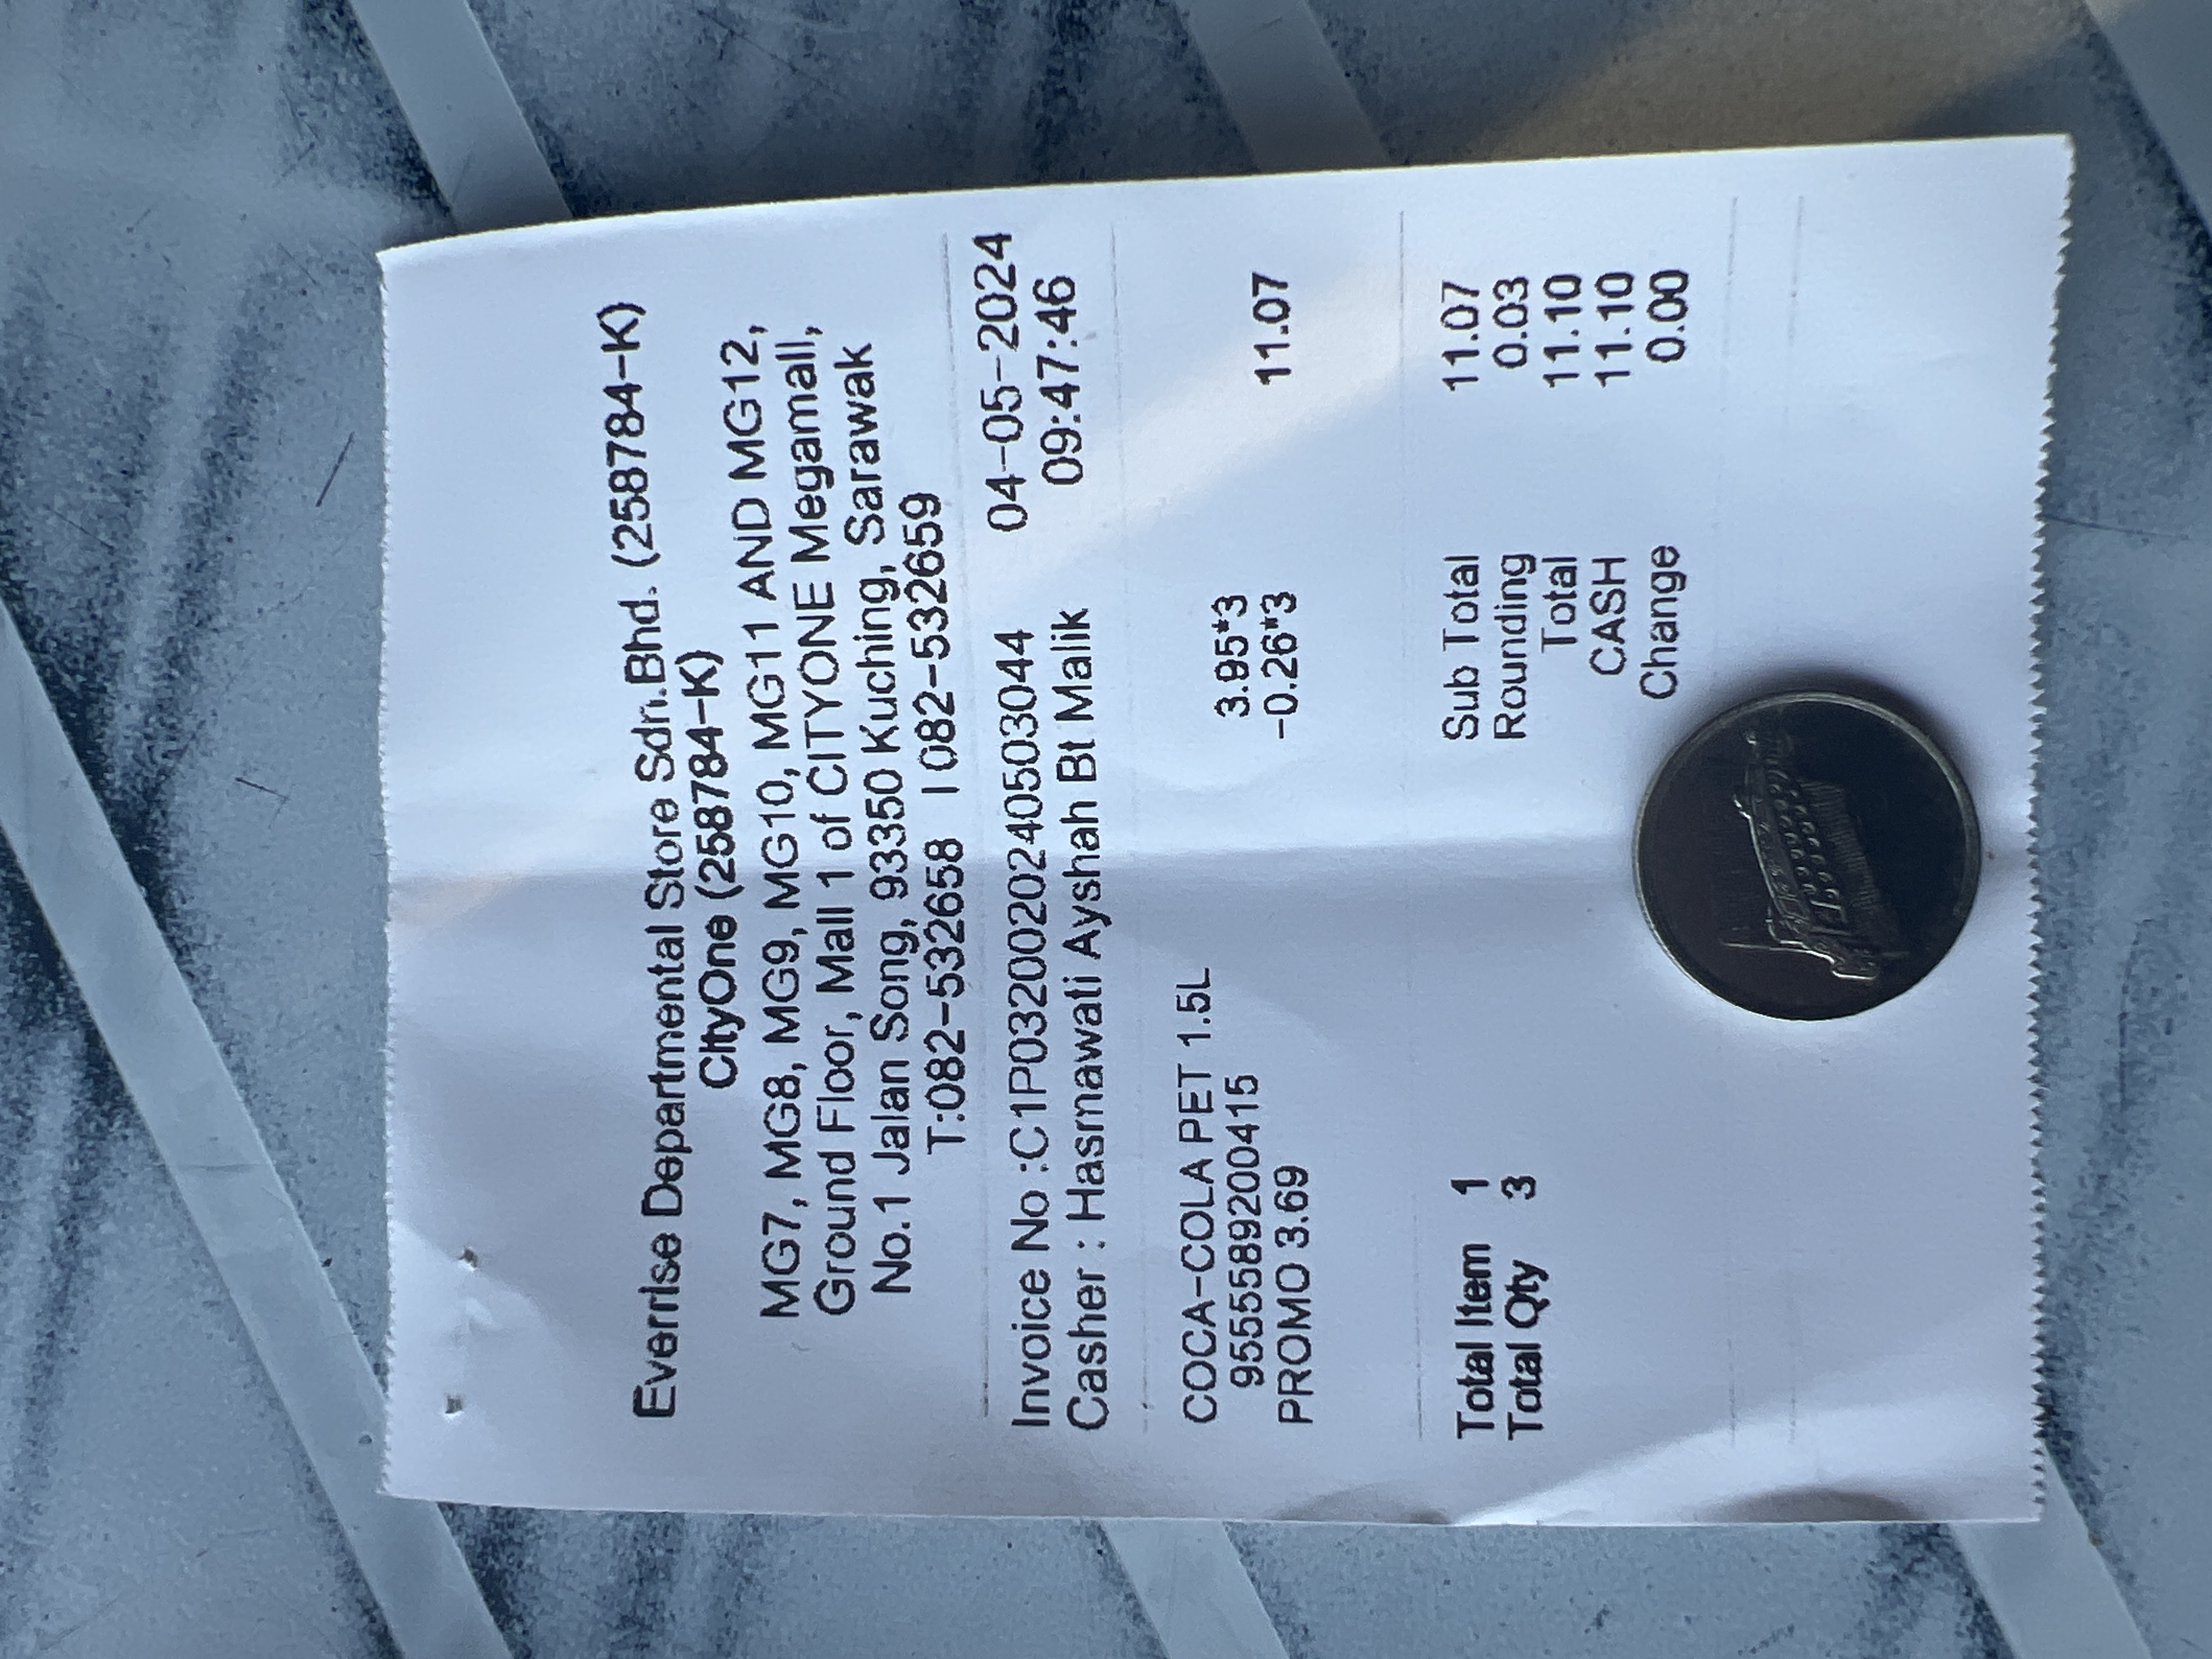 Everrise Departmental Store Sdn.Bhd. (258784-K)
CityOne (258784-K)
MG7, MG8, MG9, MG10, MG11 AND MG12,
Ground Floor, Mall 1 of CITYONE Megamall,
No.1 Jalan Song, 93350 Kuching, Sarawak
T:082-532658 | 082-532659
Invoice No :C1P0320020240503044 04-05-2024
Casher : Hasmawati Ayshah Bt Malik 09:47:46
COCA-COLA PET 1.5L
9555589200415 3.95*3
PROMO 3.69 -0.26*3 11.07
Total Item 1 Sub Total 11.07
Total Qty 3 Rounding 0.03
Total 11.10
CASH 11.10
Change 0.00